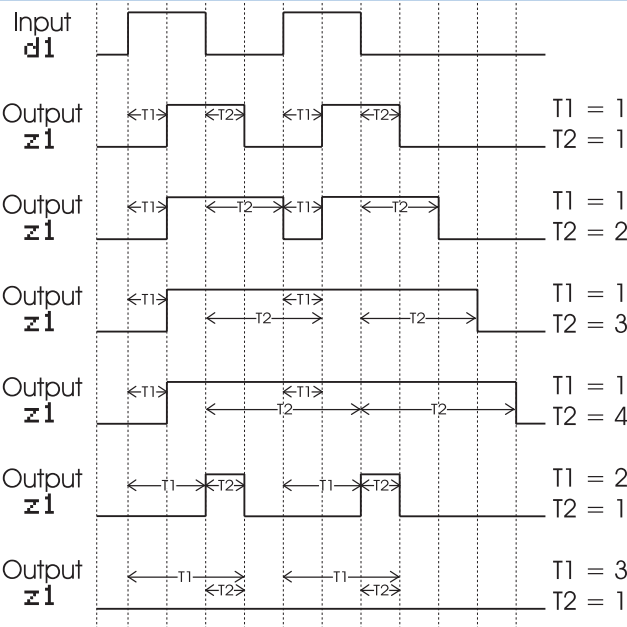 Input
d1
Output
z1
T1 T2 T1 T2
T1 = 1
T2 = 1
Output
z1
T1 T2 T1 T2
T1 = 1
T2 = 2
Output
z1
T1 T1
T2 T2
T1 = 1
T2 = 3
Output
z1
T1 T1
T2 T2
T1 = 1
T2 = 4
Output
z1
T1 T2 T1 T2
T1 = 2
T2 = 1
Output
z1
T1 T1
T2 T2
T1 = 3
T2 = 1